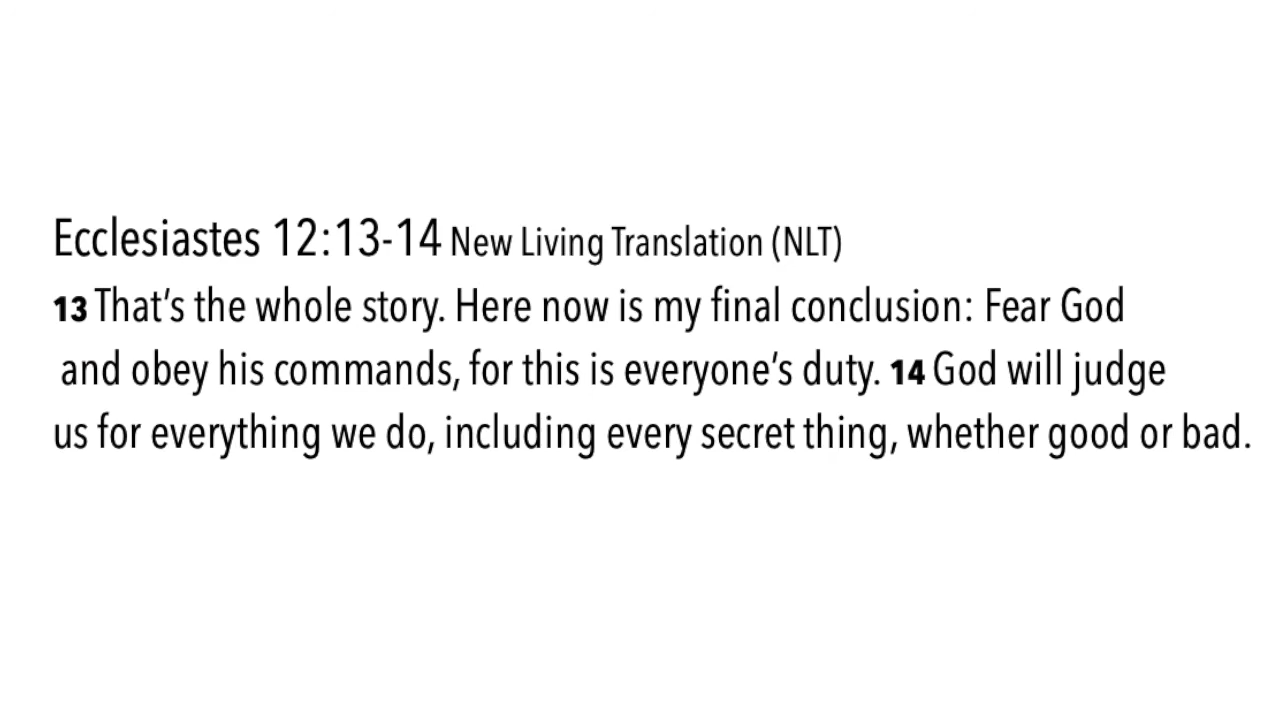 Ecclesiastes 12:13-14 New Living Translation (NLT)
13 That’s the whole story. Here now is my final conclusion: Fear God
and obey his commands, for this is everyone’s duty. 14 God will judge
us for everything we do, including every secret thing, whether good or bad.